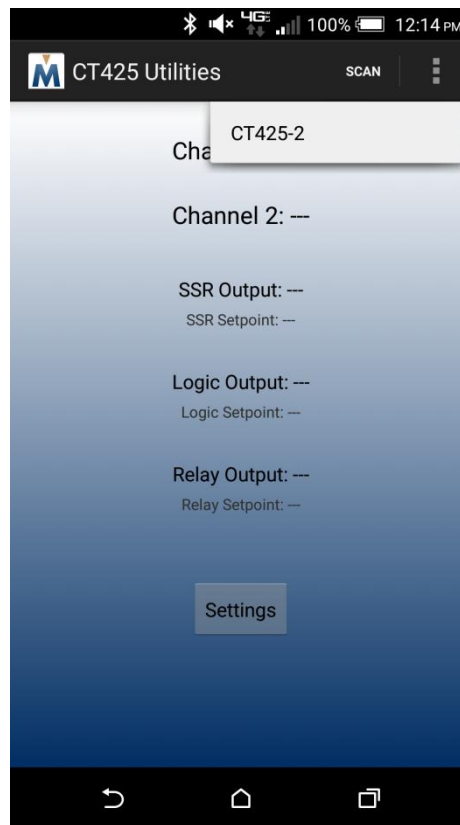 4G 100% 12:14 PM
M CT425 Utilities SCAN
CT425-2
Cha
Channel 2: ---
SSR Output: ---
SSR Setpoint: ---
Logic Output: ---
Logic Setpoint: ---
Relay Output: ---
Relay Setpoint: ---
Settings